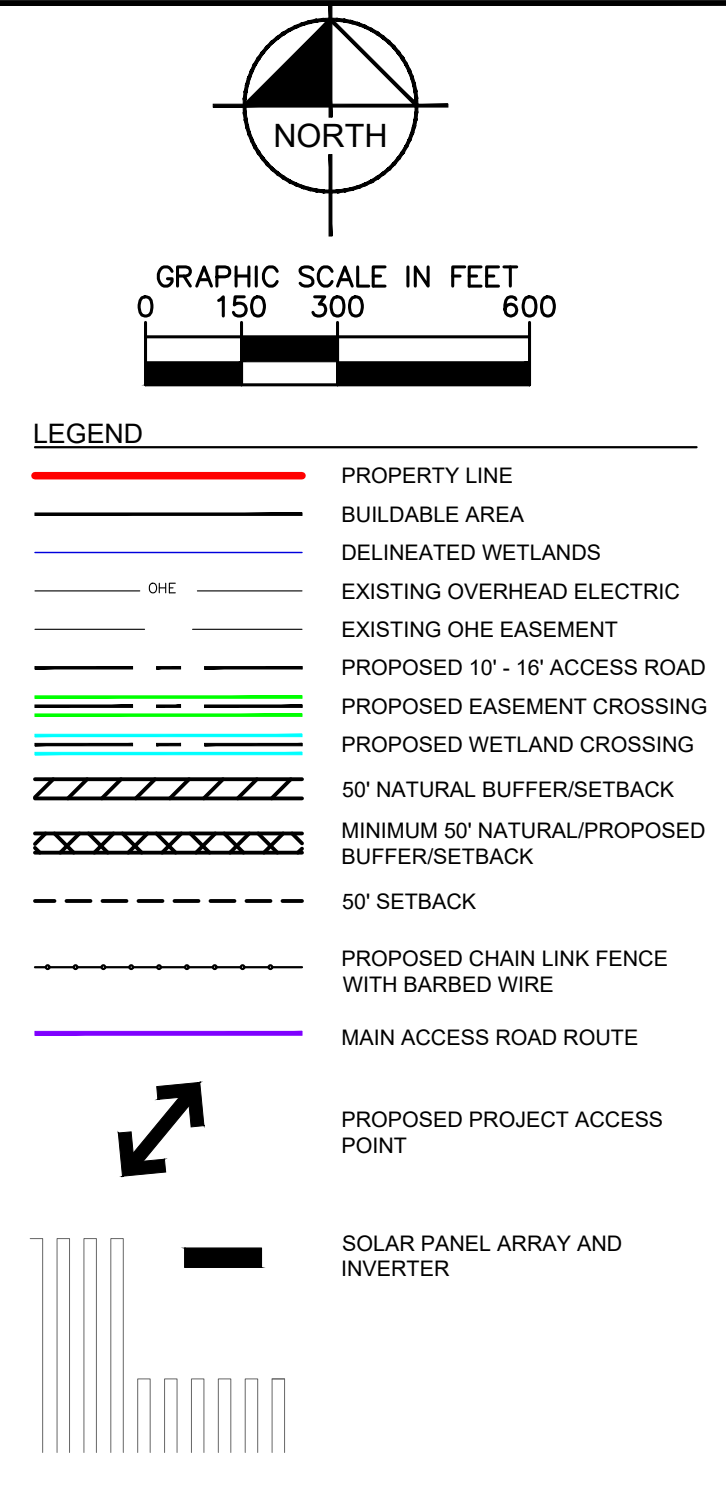 NORTH
GRAPHIC SCALE IN FEET
0 150 300 600
LEGEND
PROPERTY LINE
BUILDABLE AREA
DELINEATED WETLANDS
OHE EXISTING OVERHEAD ELECTRIC
EXISTING OHE EASEMENT
PROPOSED 10' - 16' ACCESS ROAD
PROPOSED EASEMENT CROSSING
PROPOSED WETLAND CROSSING
50' NATURAL BUFFER/SETBACK
MINIMUM 50' NATURAL/PROPOSED
BUFFER/SETBACK
50' SETBACK
PROPOSED CHAIN LINK FENCE
WITH BARBED WIRE
MAIN ACCESS ROAD ROUTE
PROPOSED PROJECT ACCESS
POINT
SOLAR PANEL ARRAY AND
INVERTER